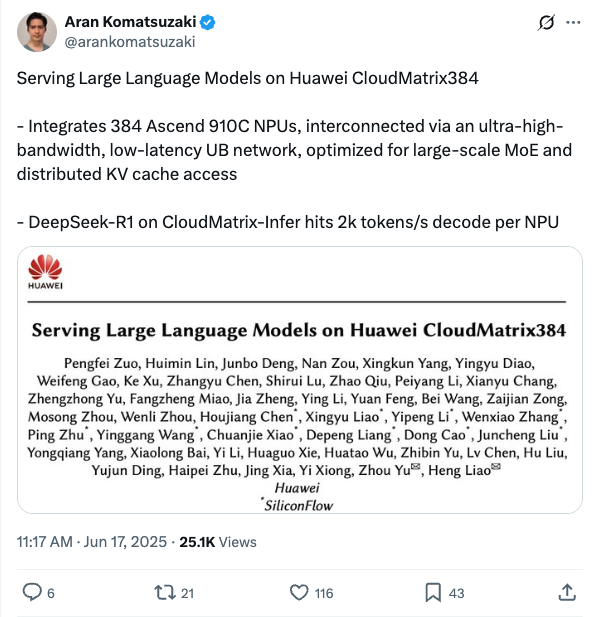 Aran Komatsuzaki
@arankomatsuzaki
Serving Large Language Models on Huawei CloudMatrix384
- Integrates 384 Ascend 910C NPUs, interconnected via an ultra-high-
bandwidth, low-latency UB network, optimized for large-scale MoE and
distributed KV cache access
- DeepSeek-R1 on CloudMatrix-Infer hits 2k tokens/s decode per NPU
HUAWEI
Serving Large Language Models on Huawei CloudMatrix384
Pengfei Zuo, Huimin Lin, Junbo Deng, Nan Zou, Xingkun Yang, Yingyu Diao,
Weifeng Gao, Ke Xu, Zhangyu Chen, Shirui Lu, Zhao Qiu, Peiyang Li, Xianyu Chang,
Zhengzhong Yu, Fangzheng Miao, Jia Zheng, Ying Li, Yuan Feng, Bei Wang, Zaijian Zong,
Mosong Zhou, Wenli Zhou, Houjiang Chen*, Xingyu Liao*, Yipeng Li*, Wenxiao Zhang*,
Ping Zhu*, Yinggang Wang*, Chuanjie Xiao*, Depeng Liang*, Dong Cao*, Juncheng Liu*,
Yongqiang Yang, Xiaolong Bai, Yi Li, Huaguo Xie, Huatao Wu, Zhibin Yu, Lv Chen, Hu Liu,
Yujun Ding, Haipei Zhu, Jing Xia, Yi Xiong, Zhou Yu✉, Heng Liao✉
Huawei
*SiliconFlow
11:17 AM · Jun 17, 2025 · 25.1K Views
6 21 116 43